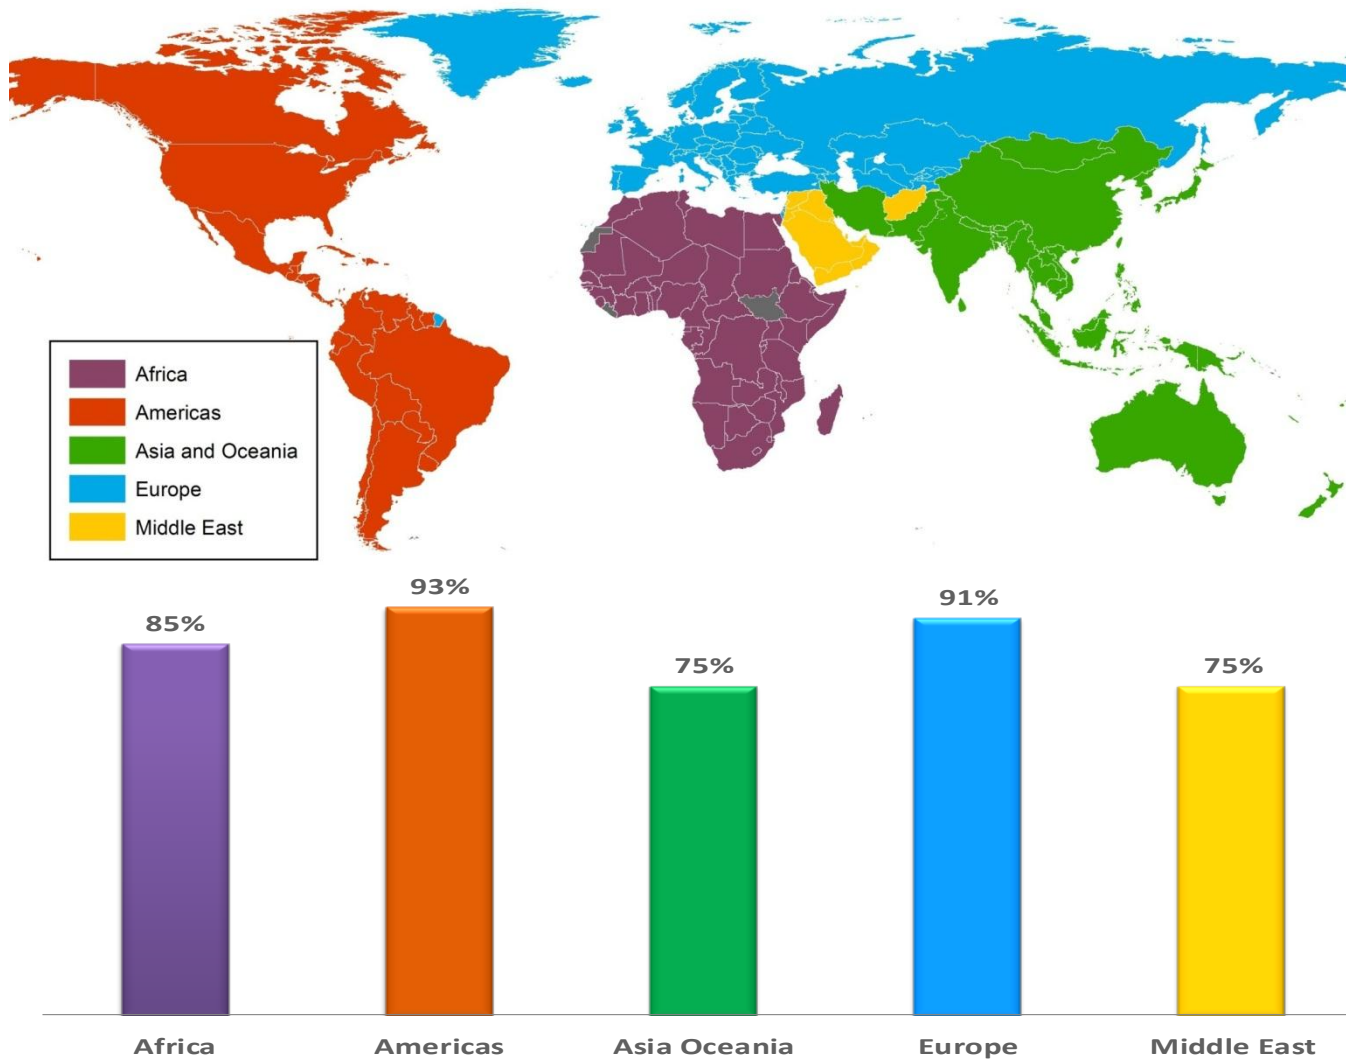 Africa
Americas
Asia and Oceania
Europe
Middle East
85%
93%
75%
91%
75%
Africa
Americas
Asia Oceania
Europe
Middle East